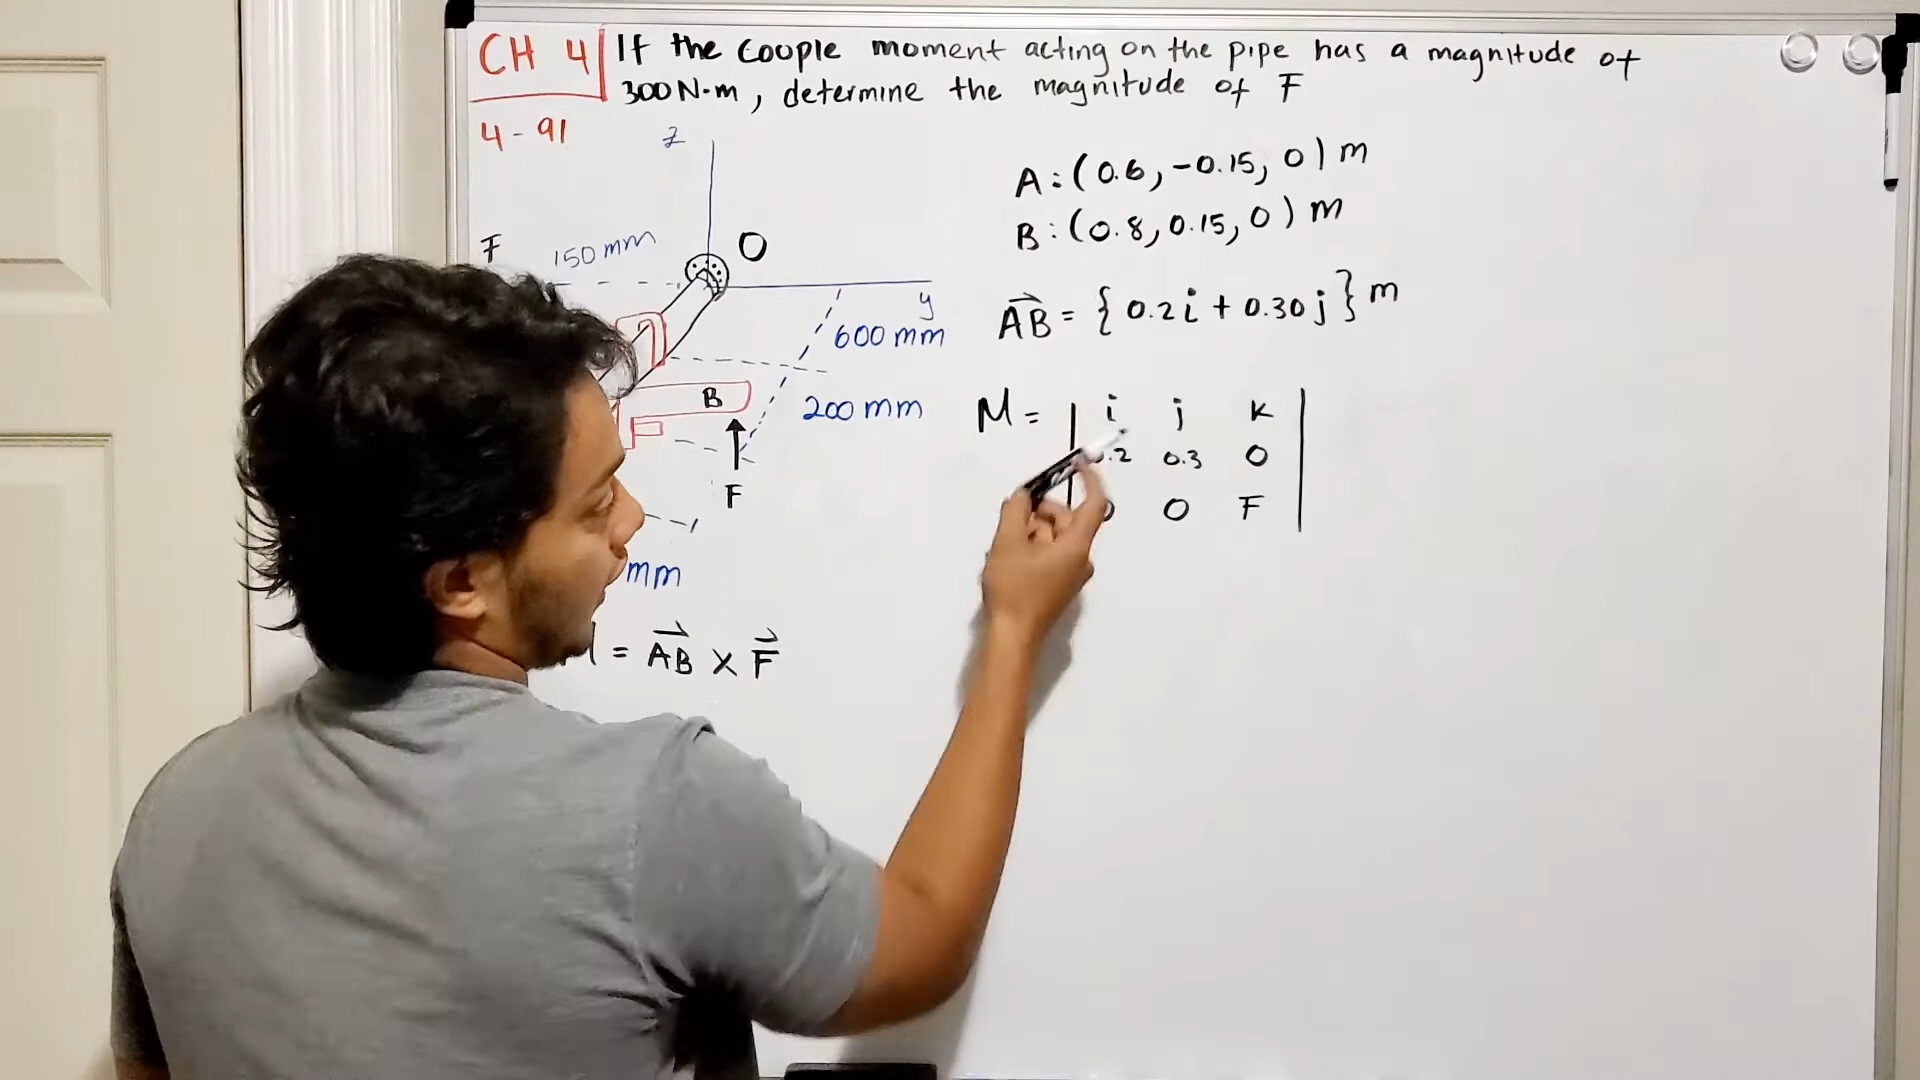 CH 4 If the couple moment acting on the pipe has a magnitude of
300 N·m, determine the magnitude of F
4-91
z
A: (0.6, -0.15, 0) m
B: (0.8, 0.15, 0) m
F 150 mm O
y
AB = {0.2i + 0.30j} m
600 mm
B 200 mm
M = i j k
.2 0.3 0
0 F
F
mm
= AB x F